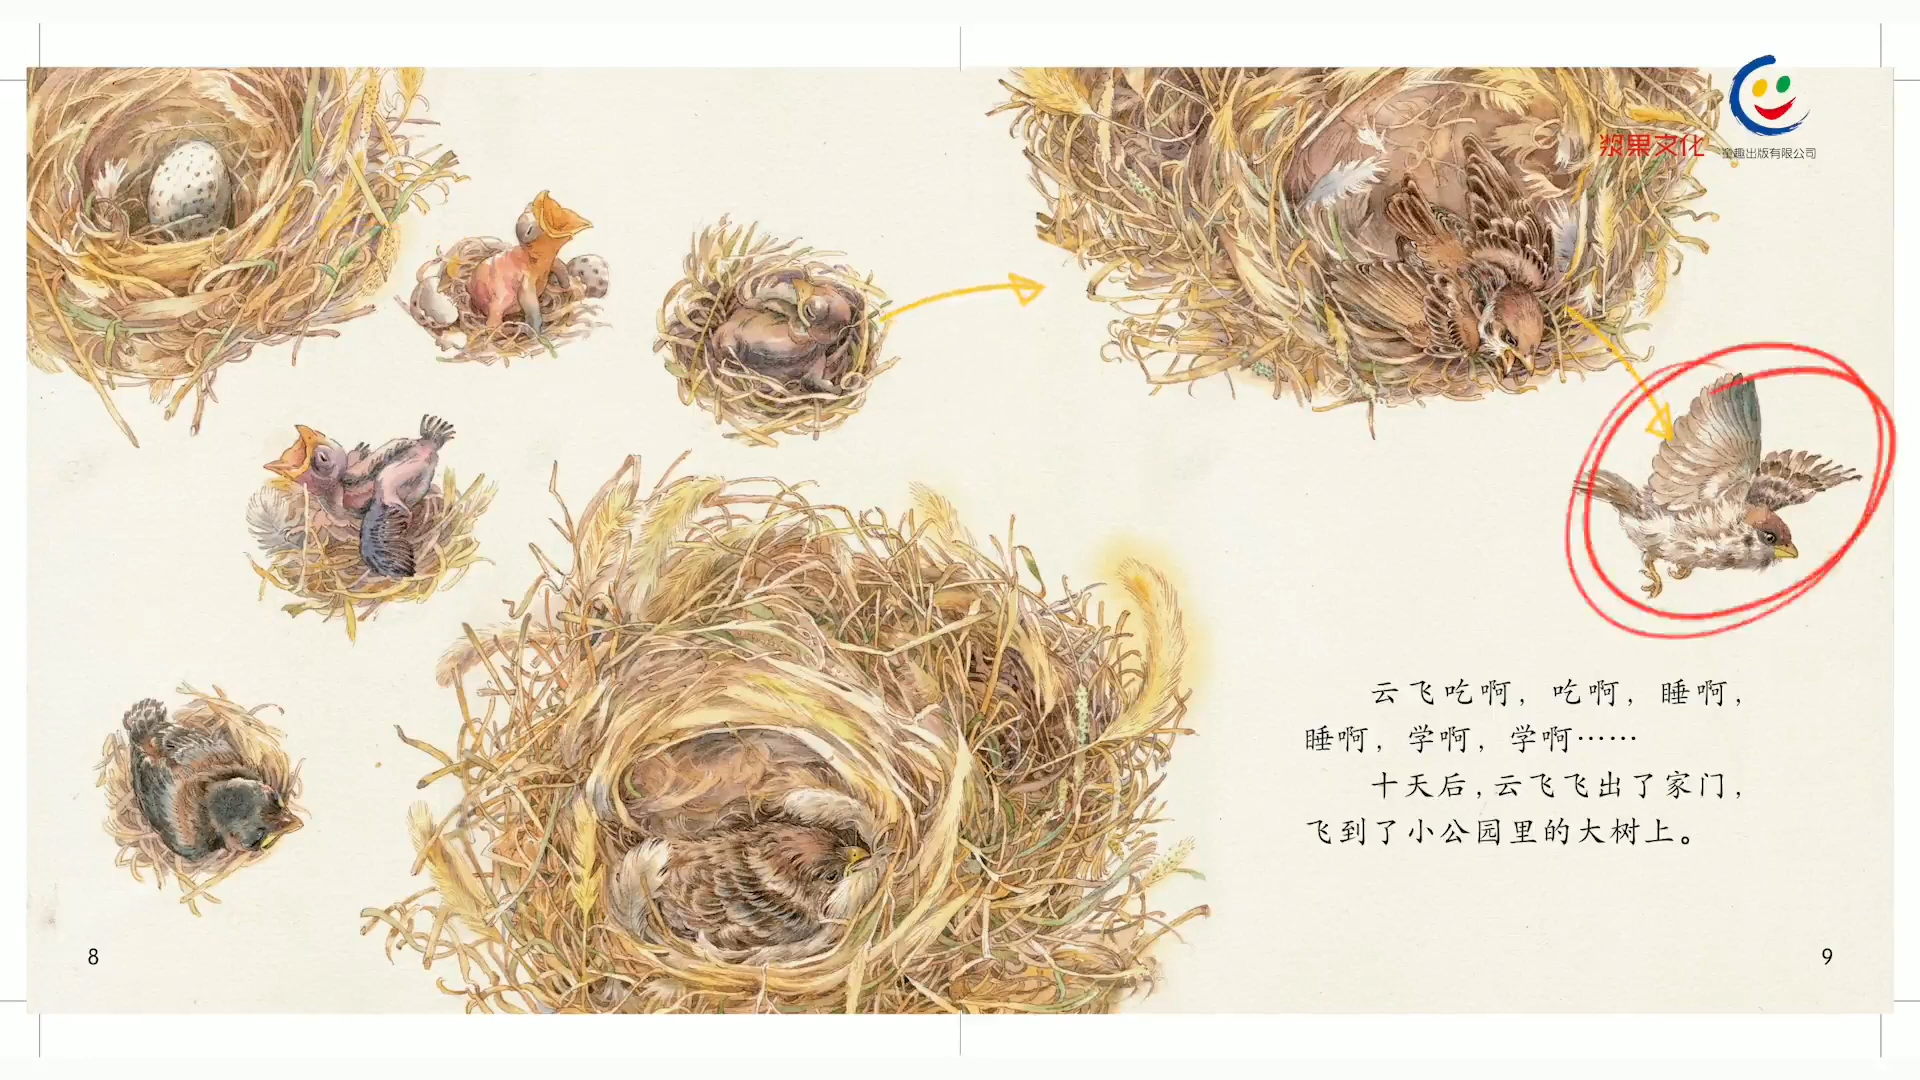 浆果文化
童趣出版有限公司
云飞吃啊，吃啊，睡啊，
睡啊，学啊，学啊……
十天后，云飞飞出了家门，
飞到了小公园里的大树上。
8
9